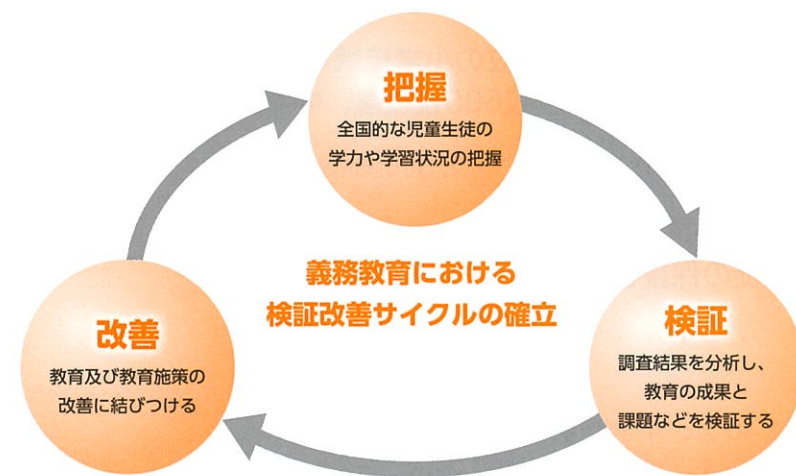 把握
全国的な児童生徒の
学力や学習状況の把握
義務教育における
検証改善サイクルの確立
改善
教育及び教育施策の
改善に結びつける
検証
調査結果を分析し、
教育の成果と
課題などを検証する